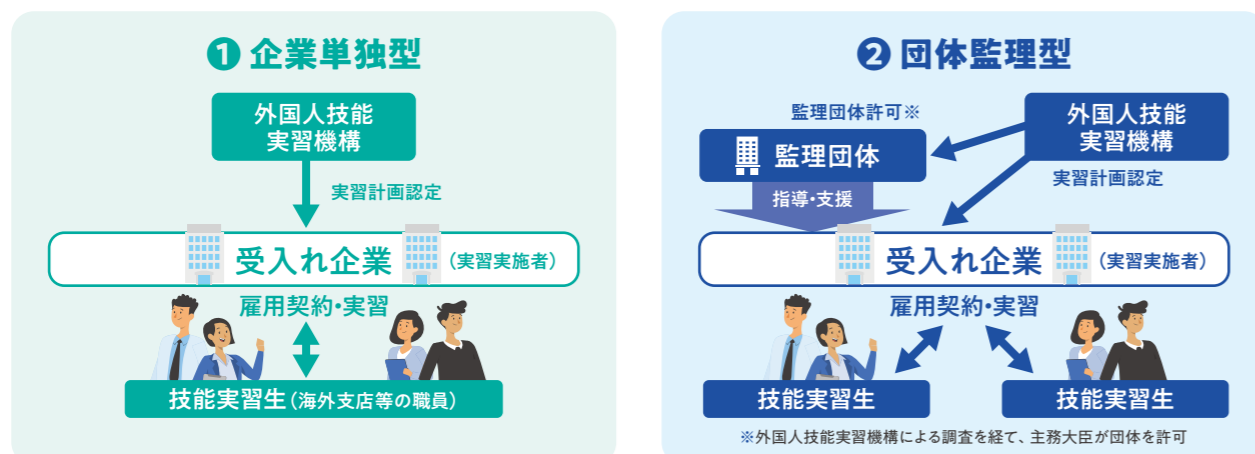 ❶ 企業単独型
外国人技能
実習機構
実習計画認定
受入れ企業 (実習実施者)
雇用契約・実習
技能実習生(海外支店等の職員)
❷ 団体監理型
監理団体許可※
外国人技能
実習機構
監理団体
実習計画認定
指導・支援
受入れ企業 (実習実施者)
雇用契約・実習
技能実習生
技能実習生
※外国人技能実習機構による調査を経て、主務大臣が団体を許可